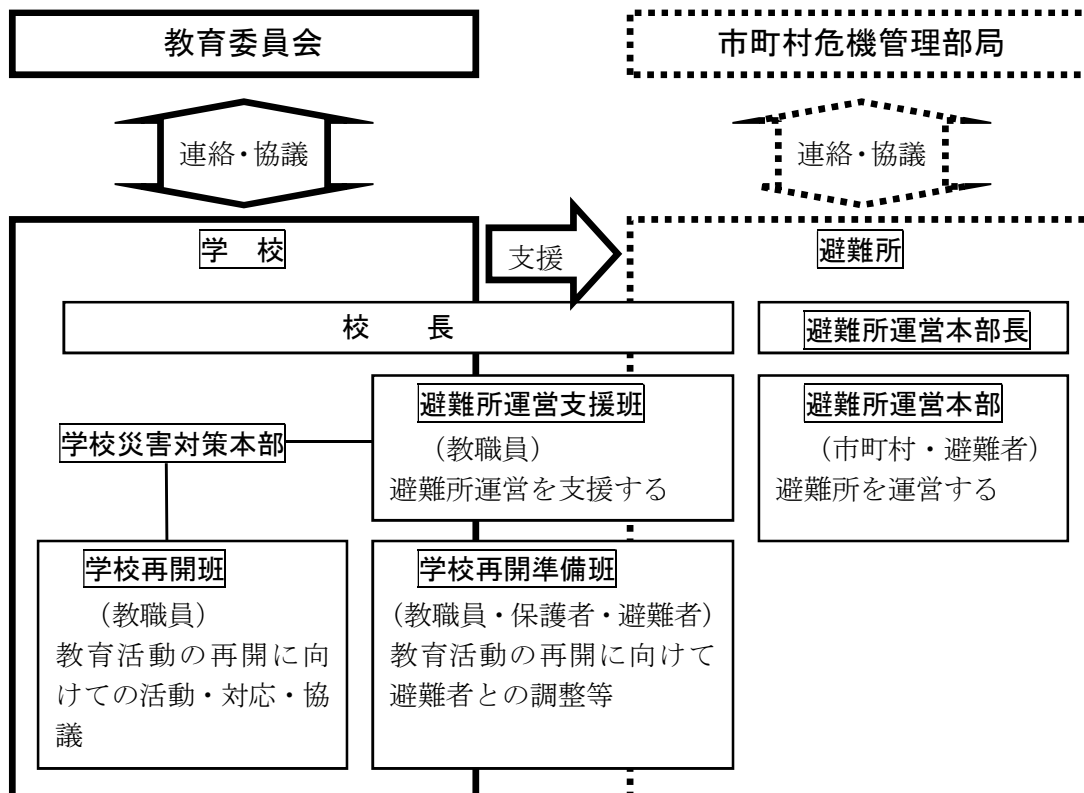 教育委員会
市町村危機管理部局
連絡・協議
連絡・協議
学　校
支援
避難所
校　　長
避難所運営本部長
避難所運営支援班
（教職員）
避難所運営を支援する
避難所運営本部
（市町村・避難者）
避難所を運営する
学校災害対策本部
学校再開班
（教職員）
教育活動の再開に向
けての活動・対応・協
議
学校再開準備班
（教職員・保護者・避難者）
教育活動の再開に向けて
避難者との調整等